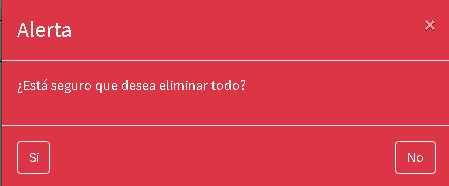 Alerta
×
¿Está seguro que desea eliminar todo?
Si
No